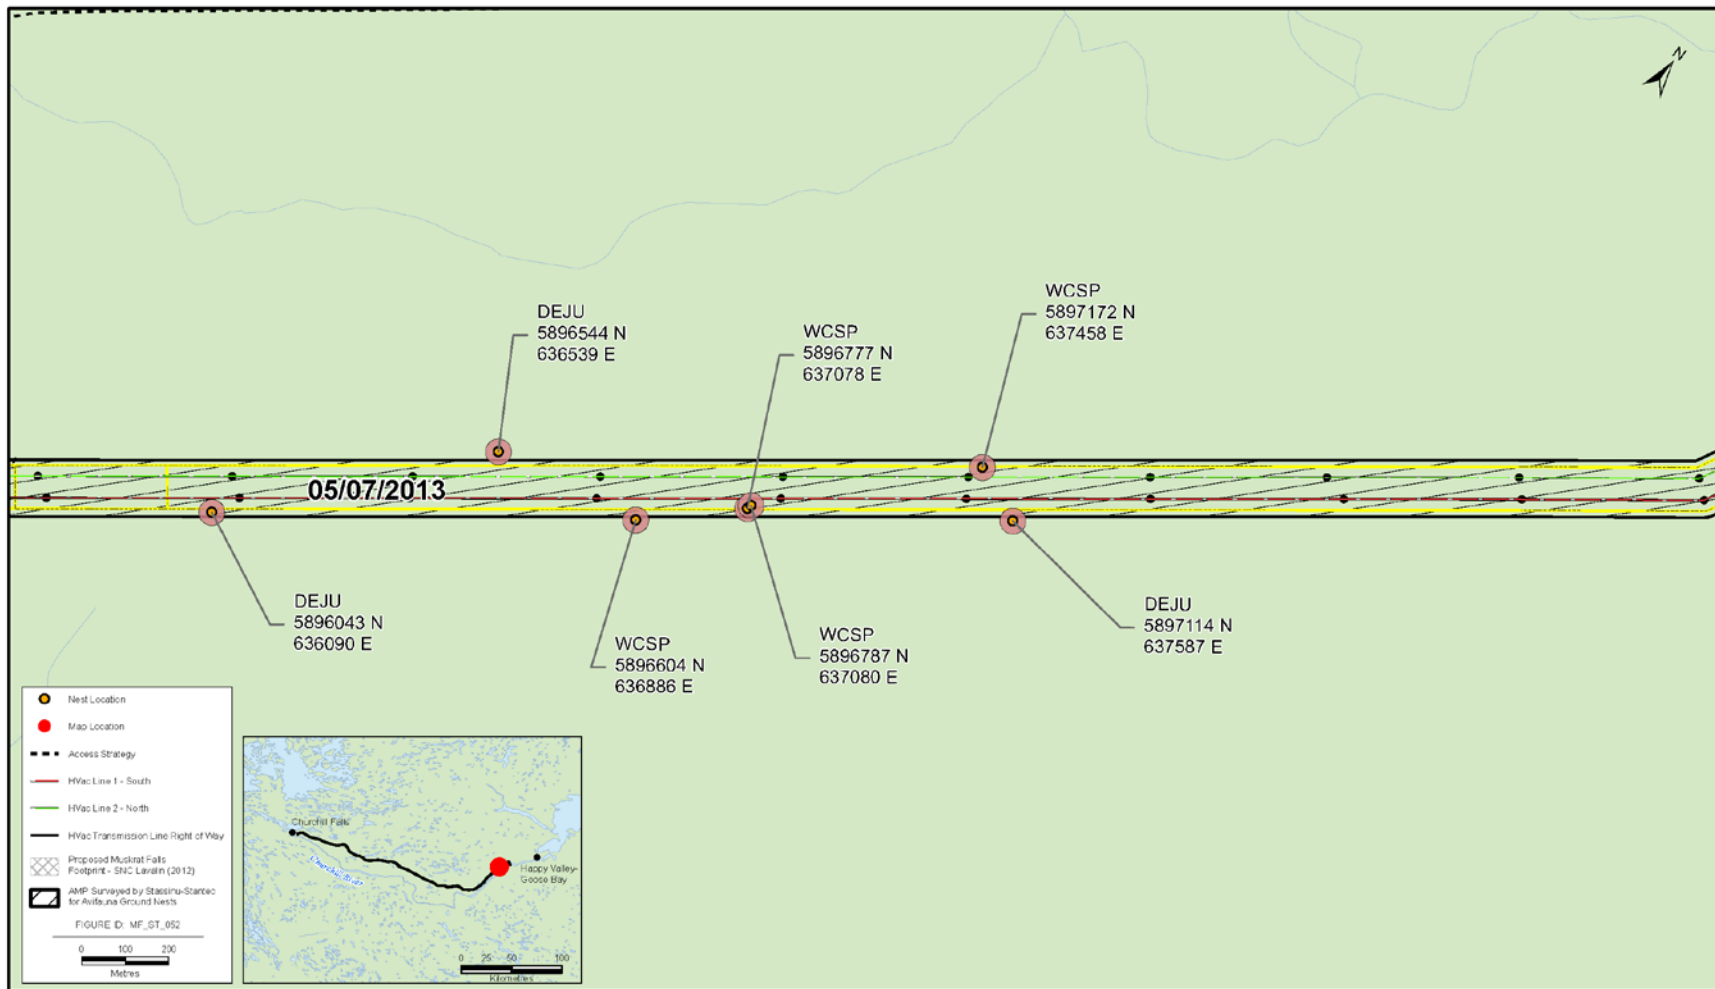 N
WCSP
5897172 N
637458 E
DEJU
5896544 N
636539 E
WCSP
5896777 N
637078 E
05/07/2013
DEJU
5896043 N
636090 E
WCSP
5896604 N
636886 E
WCSP
5896787 N
637080 E
DEJU
5897114 N
637587 E
Nest Location
Map Location
Access Strategy
HVac Line 1 - South
HVac Line 2 - North
HVac Transmission Line Right of Way
Proposed Muskrat Falls
Footprint - SNC Lavalin (2012)
AMP Surveyed by Stassinu-Stantec
for Avifauna Ground Nests
FIGURE ID: MF_ST_052
0 100 200
Metres
Churchill Falls
Churchill River
Happy Valley-
Goose Bay
0 25 50 100
Kilometres